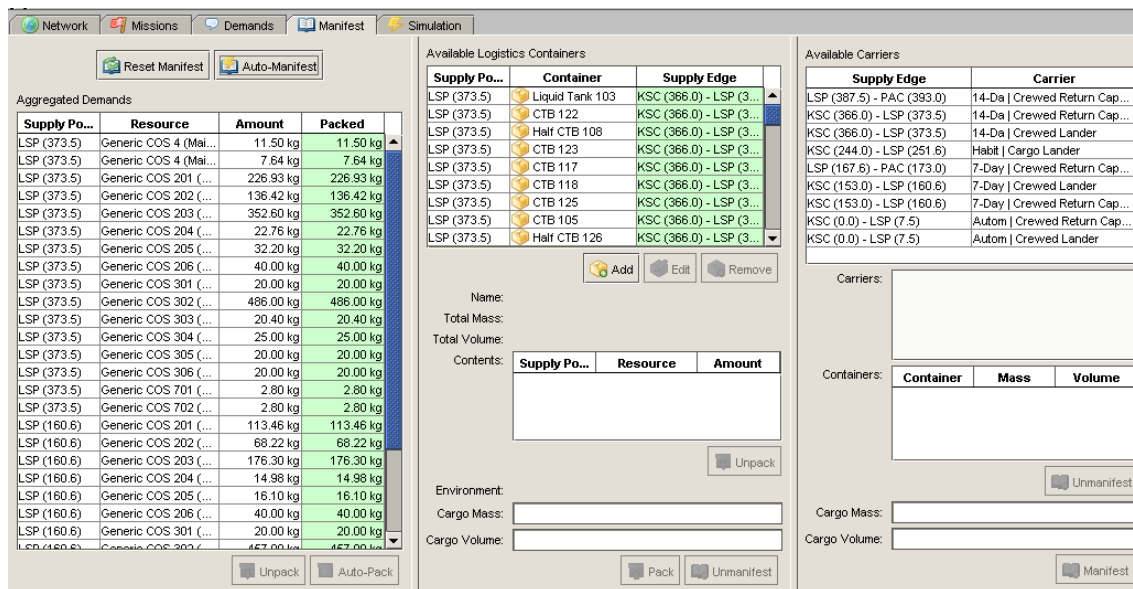 Network Missions Demands Manifest Simulation
Reset Manifest Auto-Manifest
Aggregated Demands
Supply Po... Resource Amount Packed
LSP (373.5) Generic COS 4 (Mai... 11.50 kg 11.50 kg
LSP (373.5) Generic COS 4 (Mai... 7.64 kg 7.64 kg
LSP (373.5) Generic COS 201 (... 226.93 kg 226.93 kg
LSP (373.5) Generic COS 202 (... 136.42 kg 136.42 kg
LSP (373.5) Generic COS 203 (... 352.60 kg 352.60 kg
LSP (373.5) Generic COS 204 (... 22.76 kg 22.76 kg
LSP (373.5) Generic COS 205 (... 32.20 kg 32.20 kg
LSP (373.5) Generic COS 206 (... 40.00 kg 40.00 kg
LSP (373.5) Generic COS 301 (... 20.00 kg 20.00 kg
LSP (373.5) Generic COS 302 (... 486.00 kg 486.00 kg
LSP (373.5) Generic COS 303 (... 20.40 kg 20.40 kg
LSP (373.5) Generic COS 304 (... 25.00 kg 25.00 kg
LSP (373.5) Generic COS 305 (... 20.00 kg 20.00 kg
LSP (373.5) Generic COS 306 (... 20.00 kg 20.00 kg
LSP (373.5) Generic COS 701 (... 2.80 kg 2.80 kg
LSP (373.5) Generic COS 702 (... 2.80 kg 2.80 kg
LSP (160.6) Generic COS 201 (... 113.46 kg 113.46 kg
LSP (160.6) Generic COS 202 (... 68.22 kg 68.22 kg
LSP (160.6) Generic COS 203 (... 176.30 kg 176.30 kg
LSP (160.6) Generic COS 204 (... 14.98 kg 14.98 kg
LSP (160.6) Generic COS 205 (... 16.10 kg 16.10 kg
LSP (160.6) Generic COS 206 (... 40.00 kg 40.00 kg
LSP (160.6) Generic COS 301 (... 20.00 kg 20.00 kg
LSP (160.6) Generic COS 302 (... 457.00 kg 457.00 kg
Unpack Auto-Pack
Available Logistics Containers
Supply Po... Container Supply Edge
LSP (373.5) Liquid Tank 103 KSC (366.0) - LSP (3...
LSP (373.5) CTB 122 KSC (366.0) - LSP (3...
LSP (373.5) Half CTB 108 KSC (366.0) - LSP (3...
LSP (373.5) CTB 123 KSC (366.0) - LSP (3...
LSP (373.5) CTB 117 KSC (366.0) - LSP (3...
LSP (373.5) CTB 118 KSC (366.0) - LSP (3...
LSP (373.5) CTB 125 KSC (366.0) - LSP (3...
LSP (373.5) CTB 105 KSC (366.0) - LSP (3...
LSP (373.5) Half CTB 126 KSC (366.0) - LSP (3...
Add Edit Remove
Name:
Total Mass:
Total Volume:
Contents: Supply Po... Resource Amount
Unpack
Environment:
Cargo Mass:
Cargo Volume:
Pack Unmanifest
Available Carriers
Supply Edge Carrier
LSP (387.5) - PAC (393.0) 14-Da | Crewed Return Cap...
KSC (366.0) - LSP (373.5) 14-Da | Crewed Return Cap...
KSC (366.0) - LSP (373.5) 14-Da | Crewed Lander
KSC (244.0) - LSP (251.6) Habit | Cargo Lander
LSP (167.6) - PAC (173.0) 7-Day | Crewed Return Cap...
KSC (153.0) - LSP (160.6) 7-Day | Crewed Lander
KSC (153.0) - LSP (160.6) 7-Day | Crewed Return Cap...
KSC (0.0) - LSP (7.5) Autom | Crewed Return Cap...
KSC (0.0) - LSP (7.5) Autom | Crewed Lander
Carriers:
Containers: Container Mass Volume
Unmanifest
Cargo Mass:
Cargo Volume:
Manifest